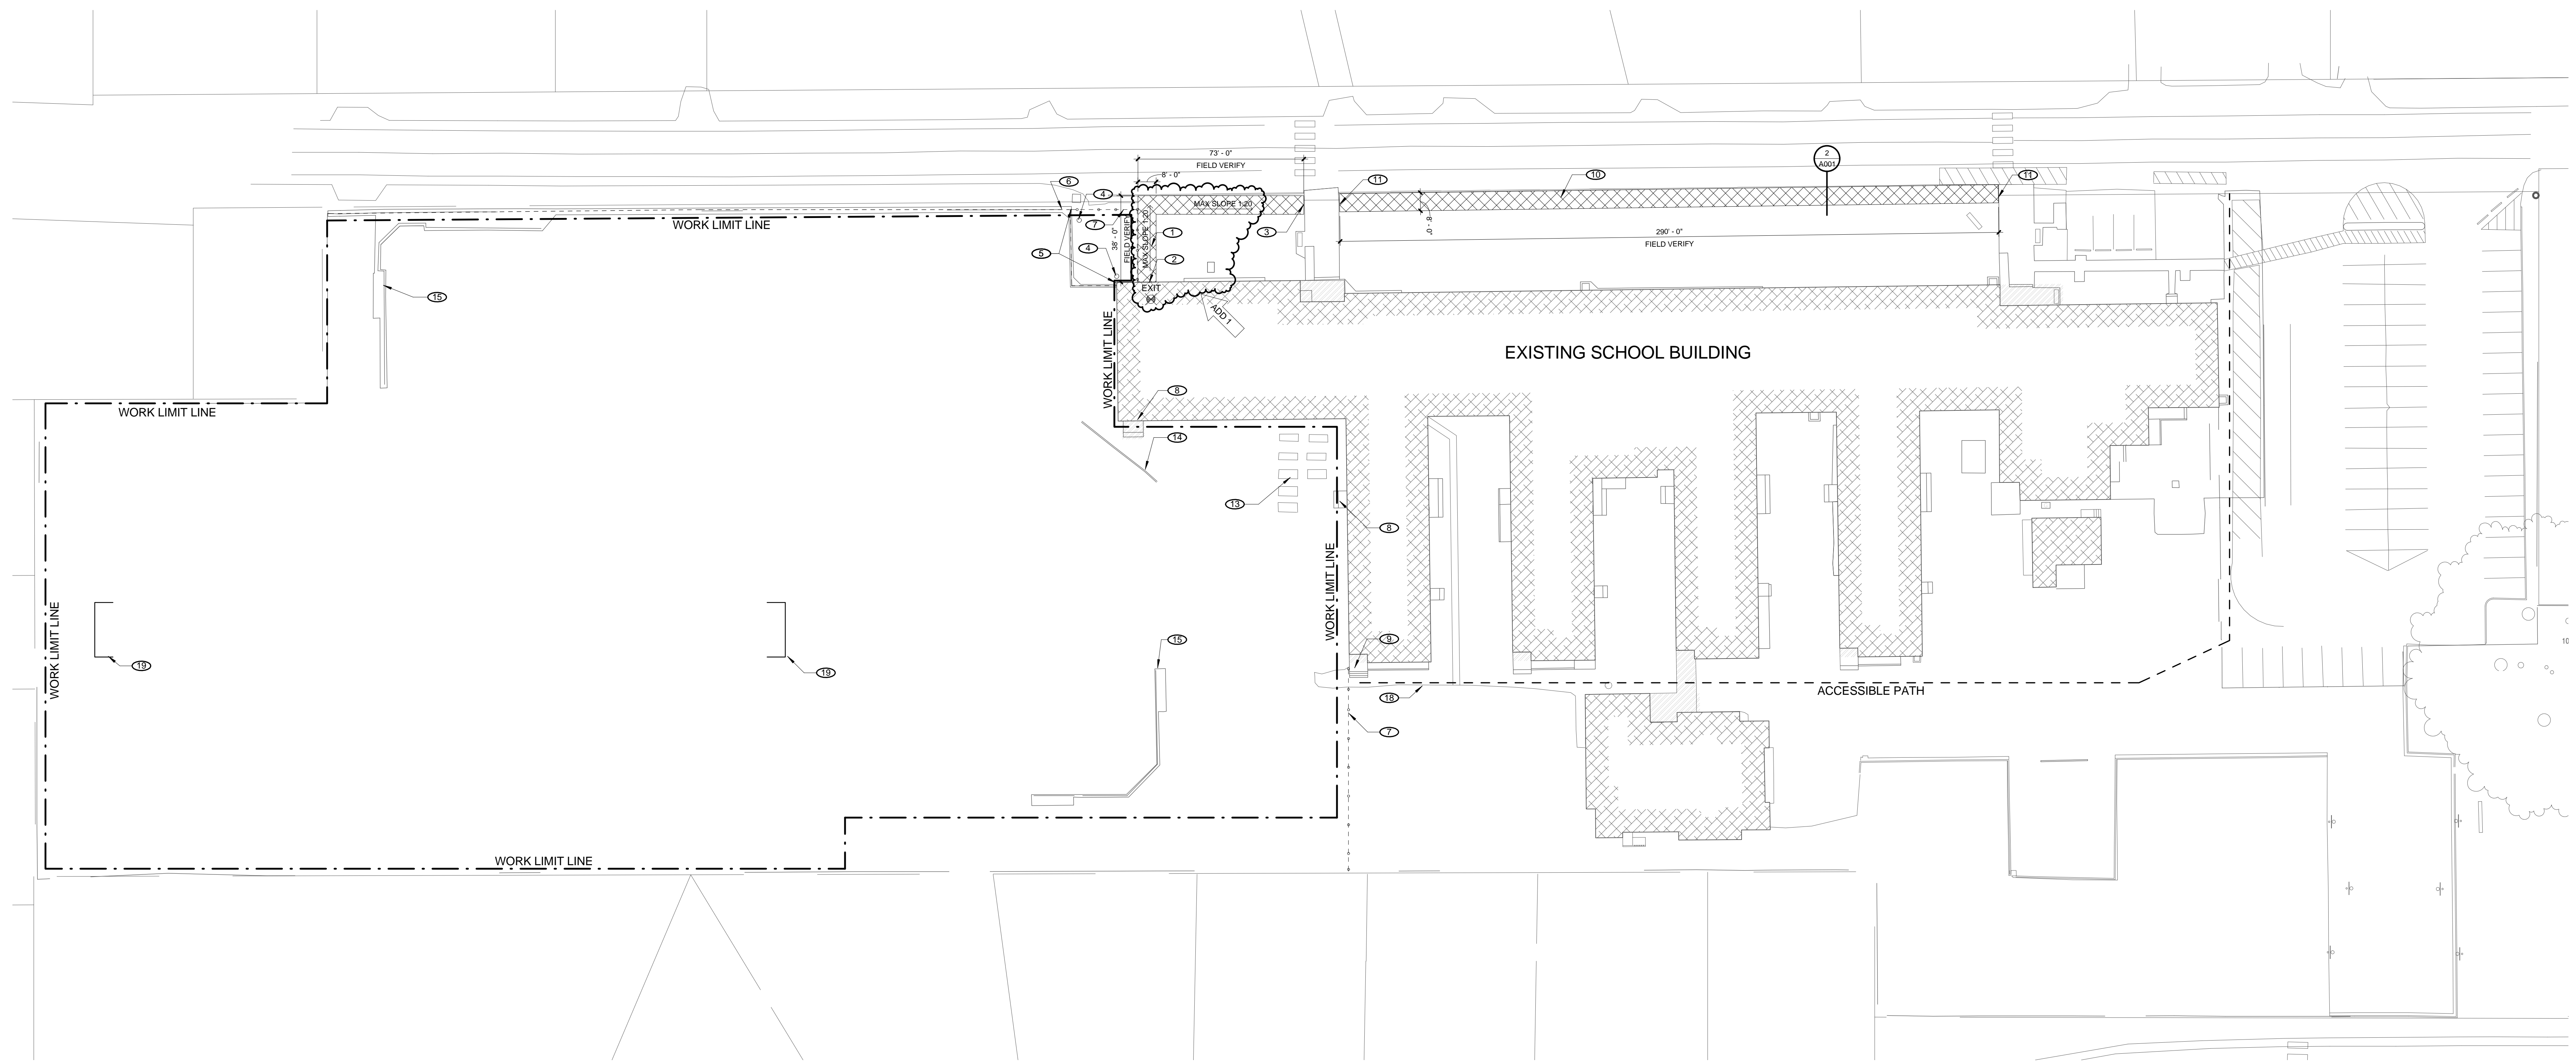 2
A001
73' - 0"
FIELD VERIFY
8' - 0"
6
4
11
10
11
MAX SLOPE 1:20
WORK LIMIT LINE
7
38' - 0"
FIELD VERIFY
MAX SLOPE 1:20
1
3
8' - 0"
290' - 0"
FIELD VERIFY
5
4
2
EXIT
ADD 1
15
WORK LIMIT LINE
EXISTING SCHOOL BUILDING
WORK LIMIT LINE
8
14
13
8
WORK LIMIT LINE
WORK LIMIT LINE
19
19
15
9
18
ACCESSIBLE PATH
7
WORK LIMIT LINE
10